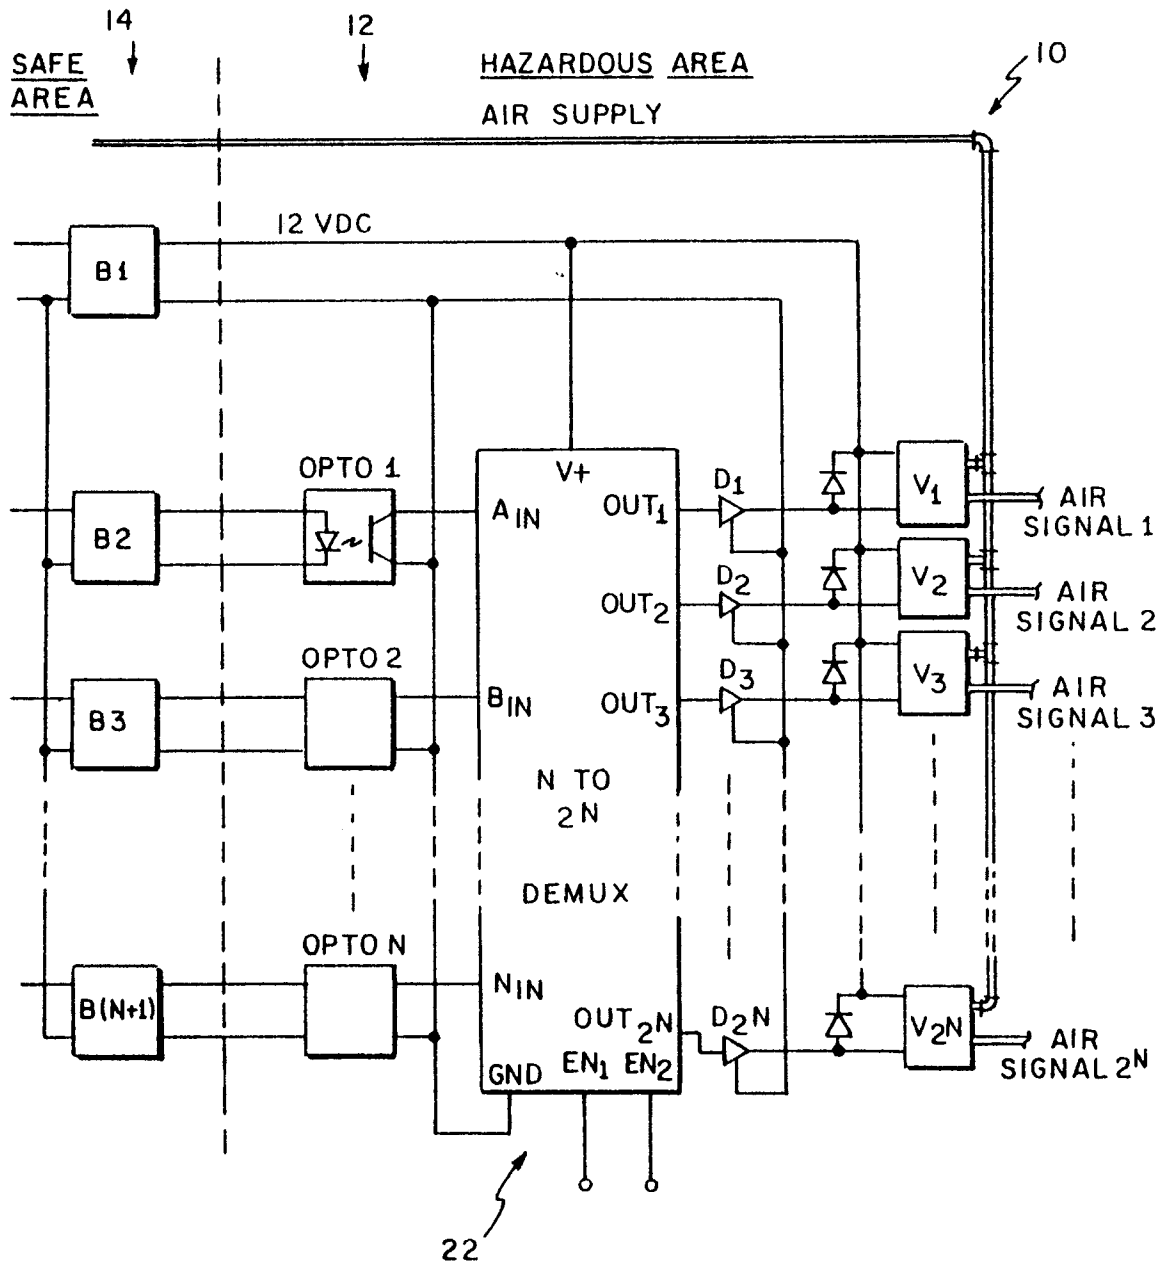 14
12
10
SAFE
AREA
HAZARDOUS AREA
AIR SUPPLY
12 VDC
B1
OPTO 1
V+
B2
A IN
OUT1
D1
V1
AIR
SIGNAL 1
OUT2
D2
V2
AIR
SIGNAL 2
OPTO 2
B3
B IN
OUT3
D3
V3
AIR
SIGNAL 3
N TO
2N
DEMUX
OPTO N
B(N+1)
N IN
OUT 2N
D2N
V2N
AIR
SIGNAL 2N
GND
EN1
EN2
22